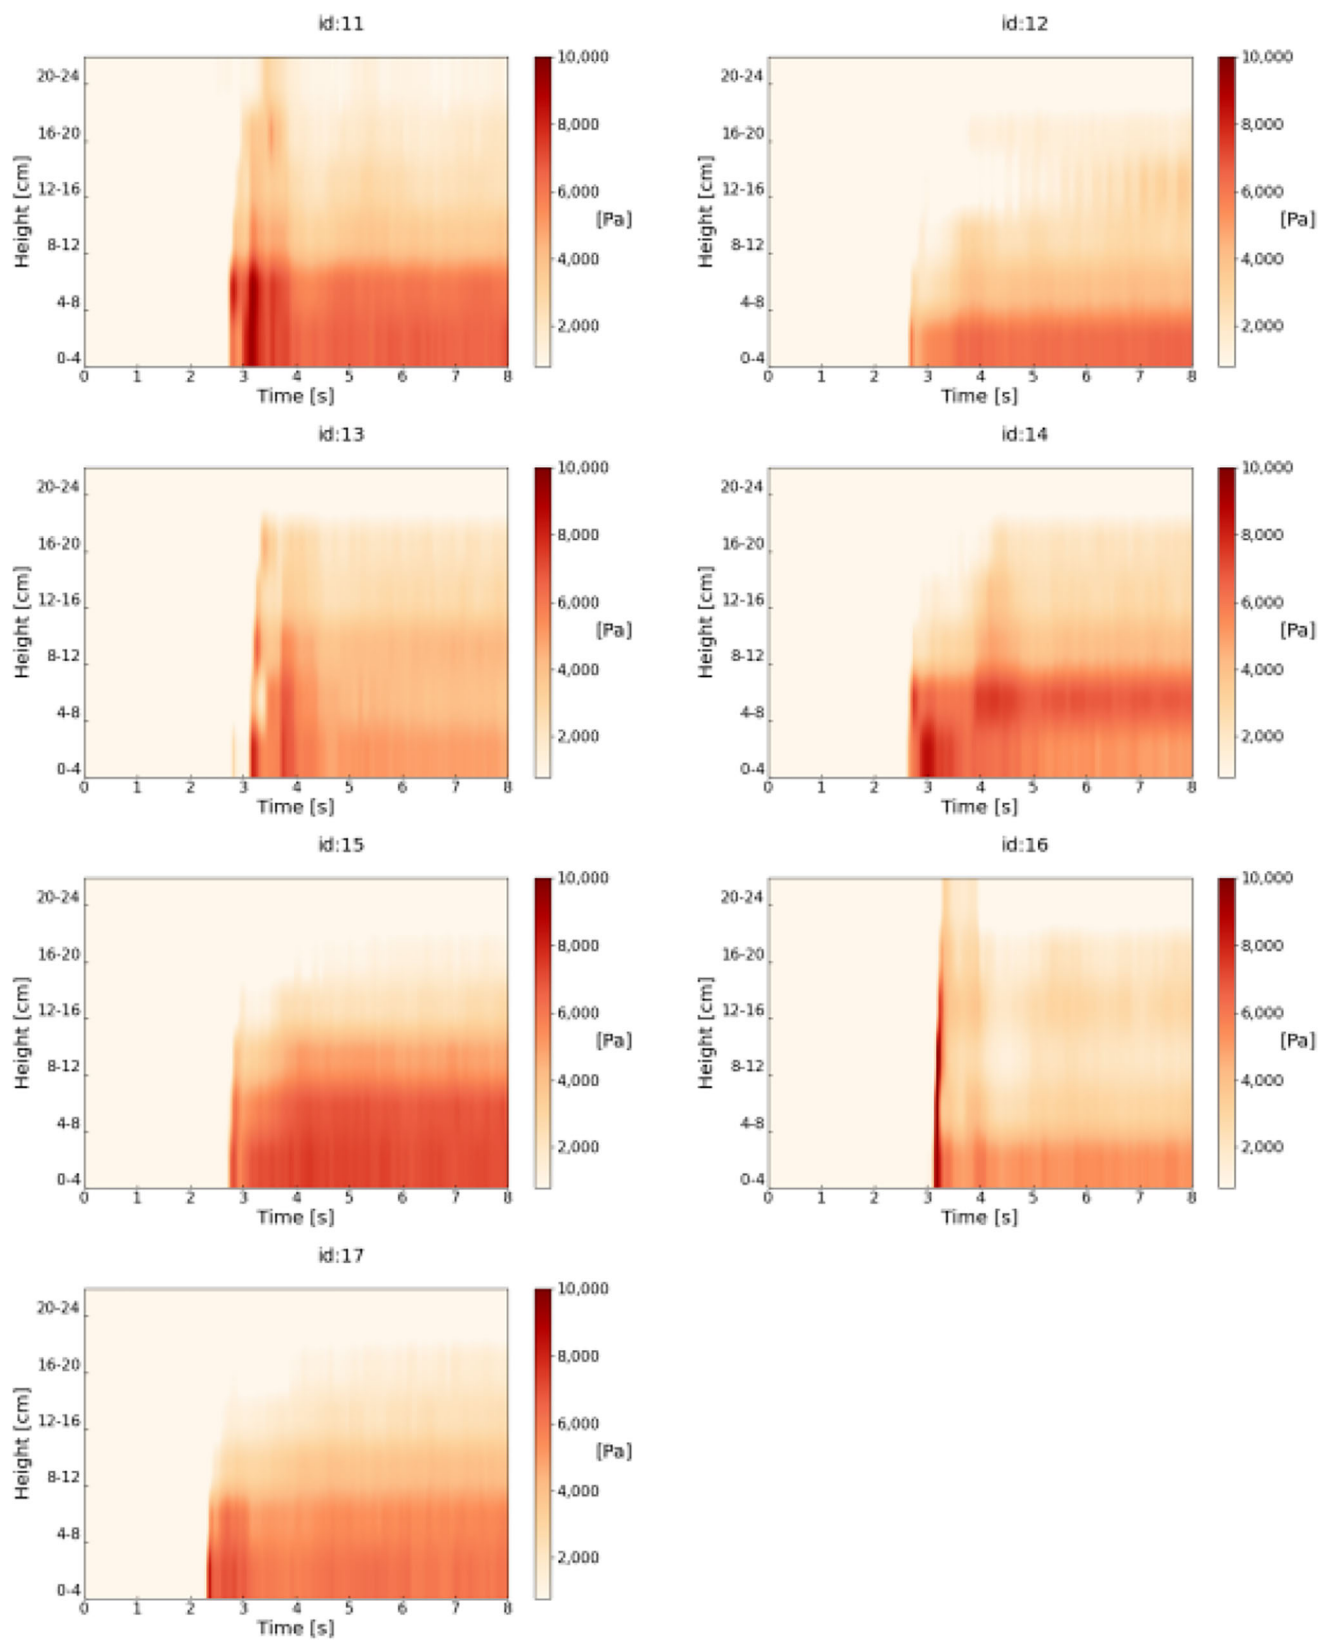 id:11
20-24
16-20
12-16
8-12
4-8
0-4
Height [cm]
0 1 2 3 4 5 6 7 8
Time [s]
10,000
8,000
6,000
4,000
2,000
[Pa]
id:12
20-24
16-20
12-16
8-12
4-8
0-4
Height [cm]
0 1 2 3 4 5 6 7 8
Time [s]
10,000
8,000
6,000
4,000
2,000
[Pa]
id:13
20-24
16-20
12-16
8-12
4-8
0-4
Height [cm]
0 1 2 3 4 5 6 7 8
Time [s]
10,000
8,000
6,000
4,000
2,000
[Pa]
id:14
20-24
16-20
12-16
8-12
4-8
0-4
Height [cm]
0 1 2 3 4 5 6 7 8
Time [s]
10,000
8,000
6,000
4,000
2,000
[Pa]
id:15
20-24
16-20
12-16
8-12
4-8
0-4
Height [cm]
0 1 2 3 4 5 6 7 8
Time [s]
10,000
8,000
6,000
4,000
2,000
[Pa]
id:16
20-24
16-20
12-16
8-12
4-8
0-4
Height [cm]
0 1 2 3 4 5 6 7 8
Time [s]
10,000
8,000
6,000
4,000
2,000
[Pa]
id:17
20-24
16-20
12-16
8-12
4-8
0-4
Height [cm]
0 1 2 3 4 5 6 7 8
Time [s]
10,000
8,000
6,000
4,000
2,000
[Pa]